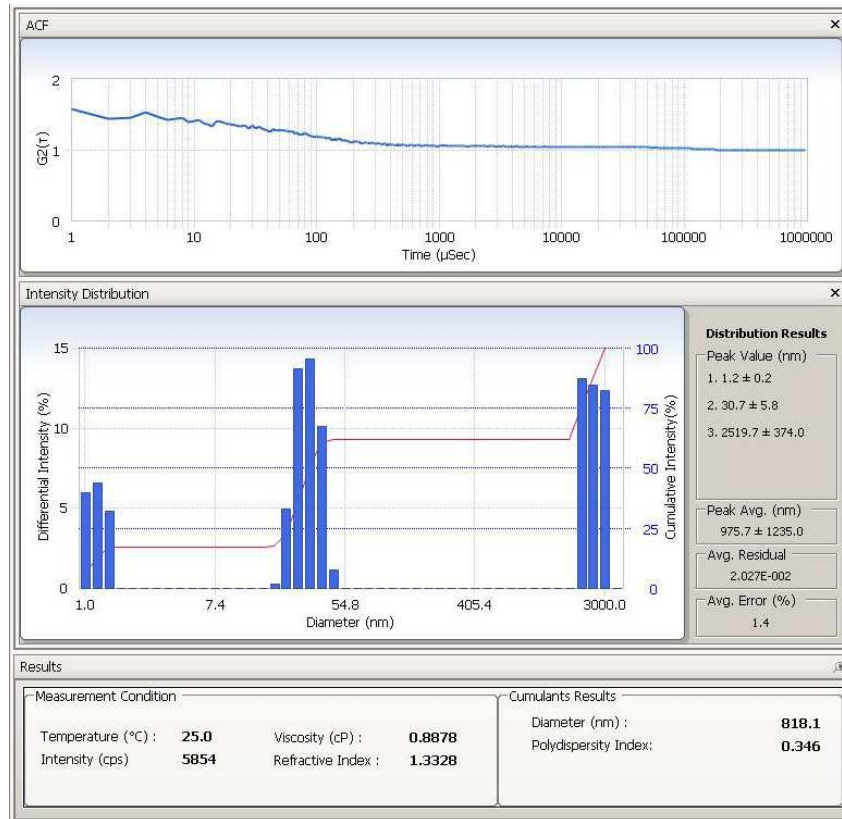 ACF
2
1
0
G2(τ)
1 10 100 1000 10000 100000 1000000
Time (µSec)
Intensity Distribution
15
10
5
0
Differential Intensity (%)
100
75
50
25
0
Cumulative Intensity(%)
1.0 7.4 54.8 405.4 3000.0
Diameter (nm)
Distribution Results
Peak Value (nm)
1. 1.2 ± 0.2
2. 30.7 ± 5.8
3. 2519.7 ± 374.0
Peak Avg. (nm)
975.7 ± 1235.0
Avg. Residual
2.027E-002
Avg. Error (%)
1.4
Results
Measurement Condition
Temperature (°C) : 25.0 Viscosity (cP) : 0.8878
Intensity (cps) 5854 Refractive Index : 1.3328
Cumulants Results
Diameter (nm) : 818.1
Polydispersity Index: 0.346